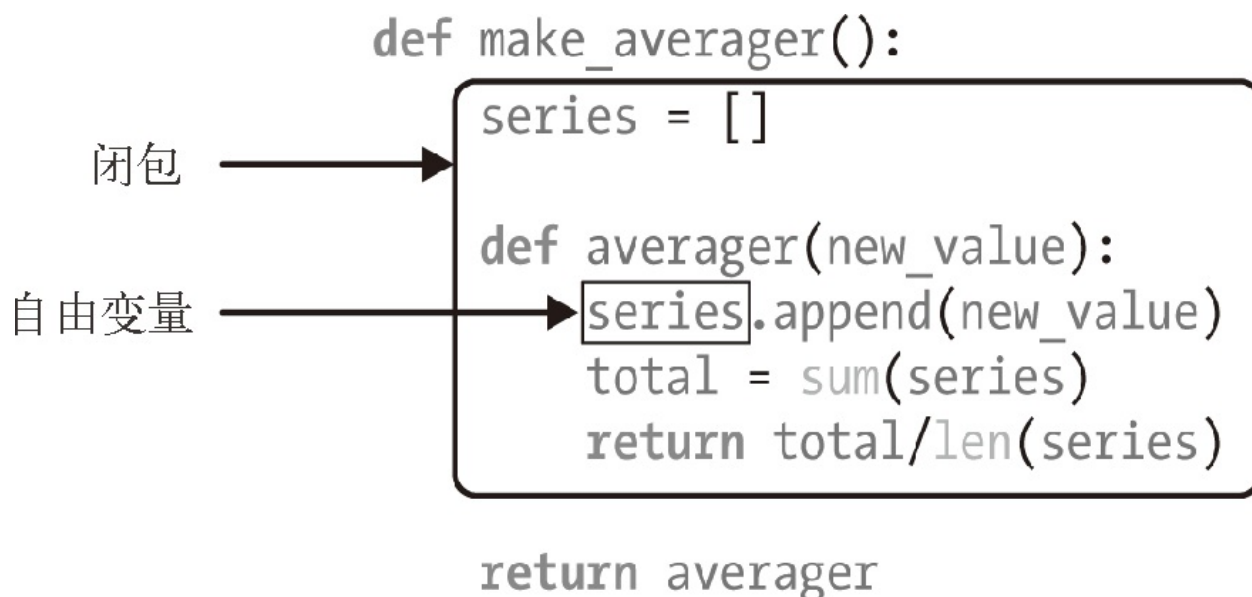 def make_averager():
series = []
闭包
def averager(new_value):
自由变量
series.append(new_value)
total = sum(series)
return total/len(series)
return averager